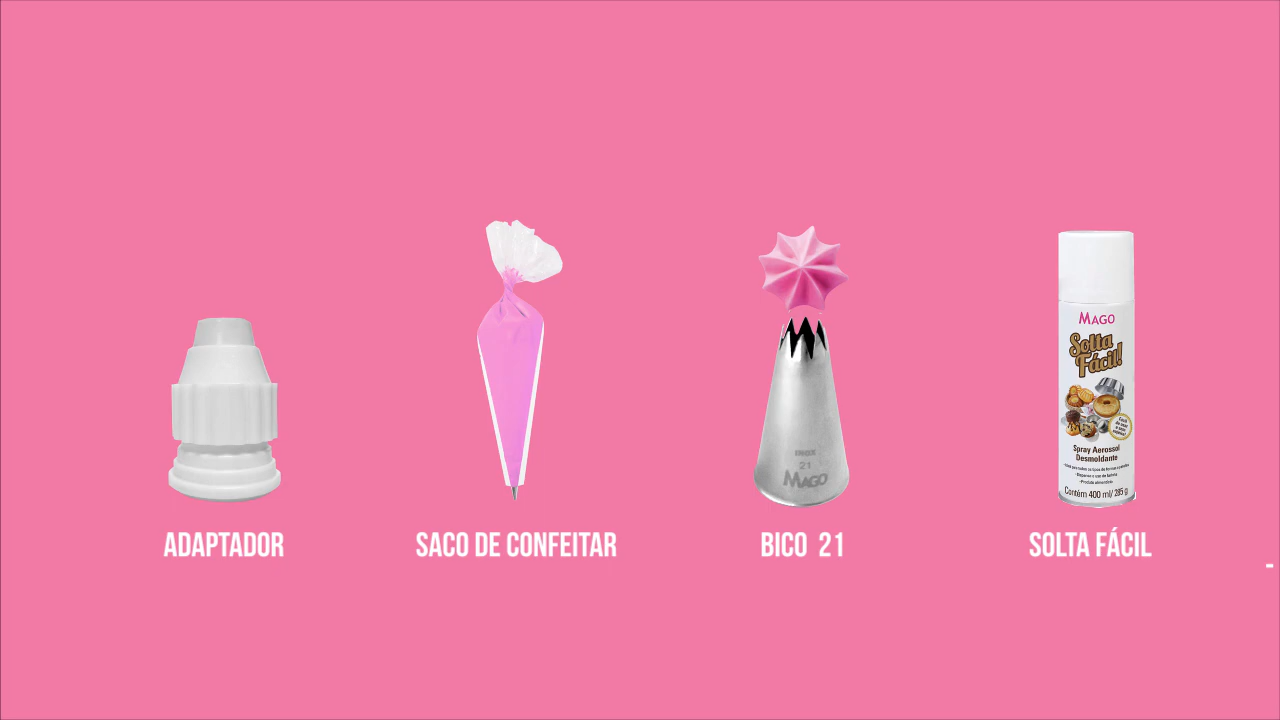 MAGO
Solta
Fácil!
Spray Aerossol
Desmoldante
Contém 400 ml/ 285 g
INOX
21
MAGO
ADAPTADOR
SACO DE CONFEITAR
BICO 21
SOLTA FÁCIL